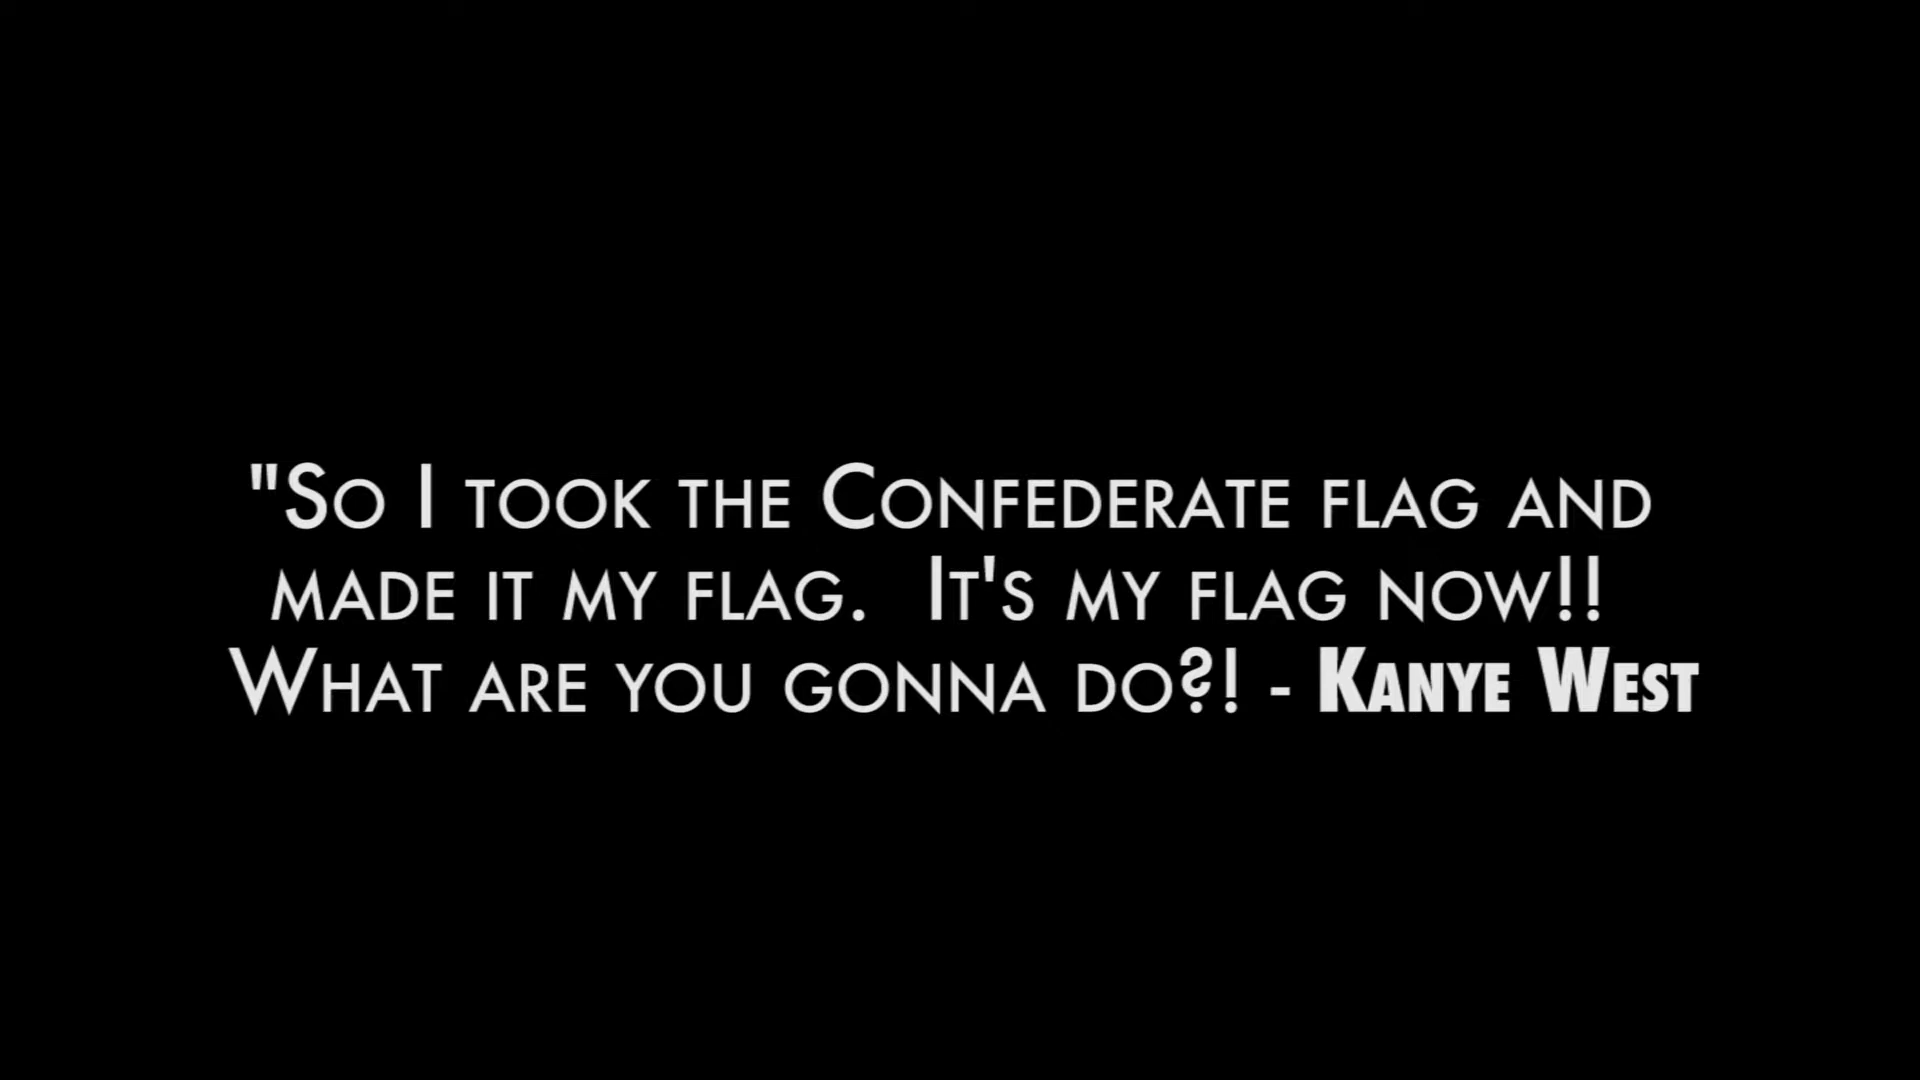 "So I took the Confederate flag and
made it my flag.  It's my flag now!!
What are you gonna do?! - Kanye West